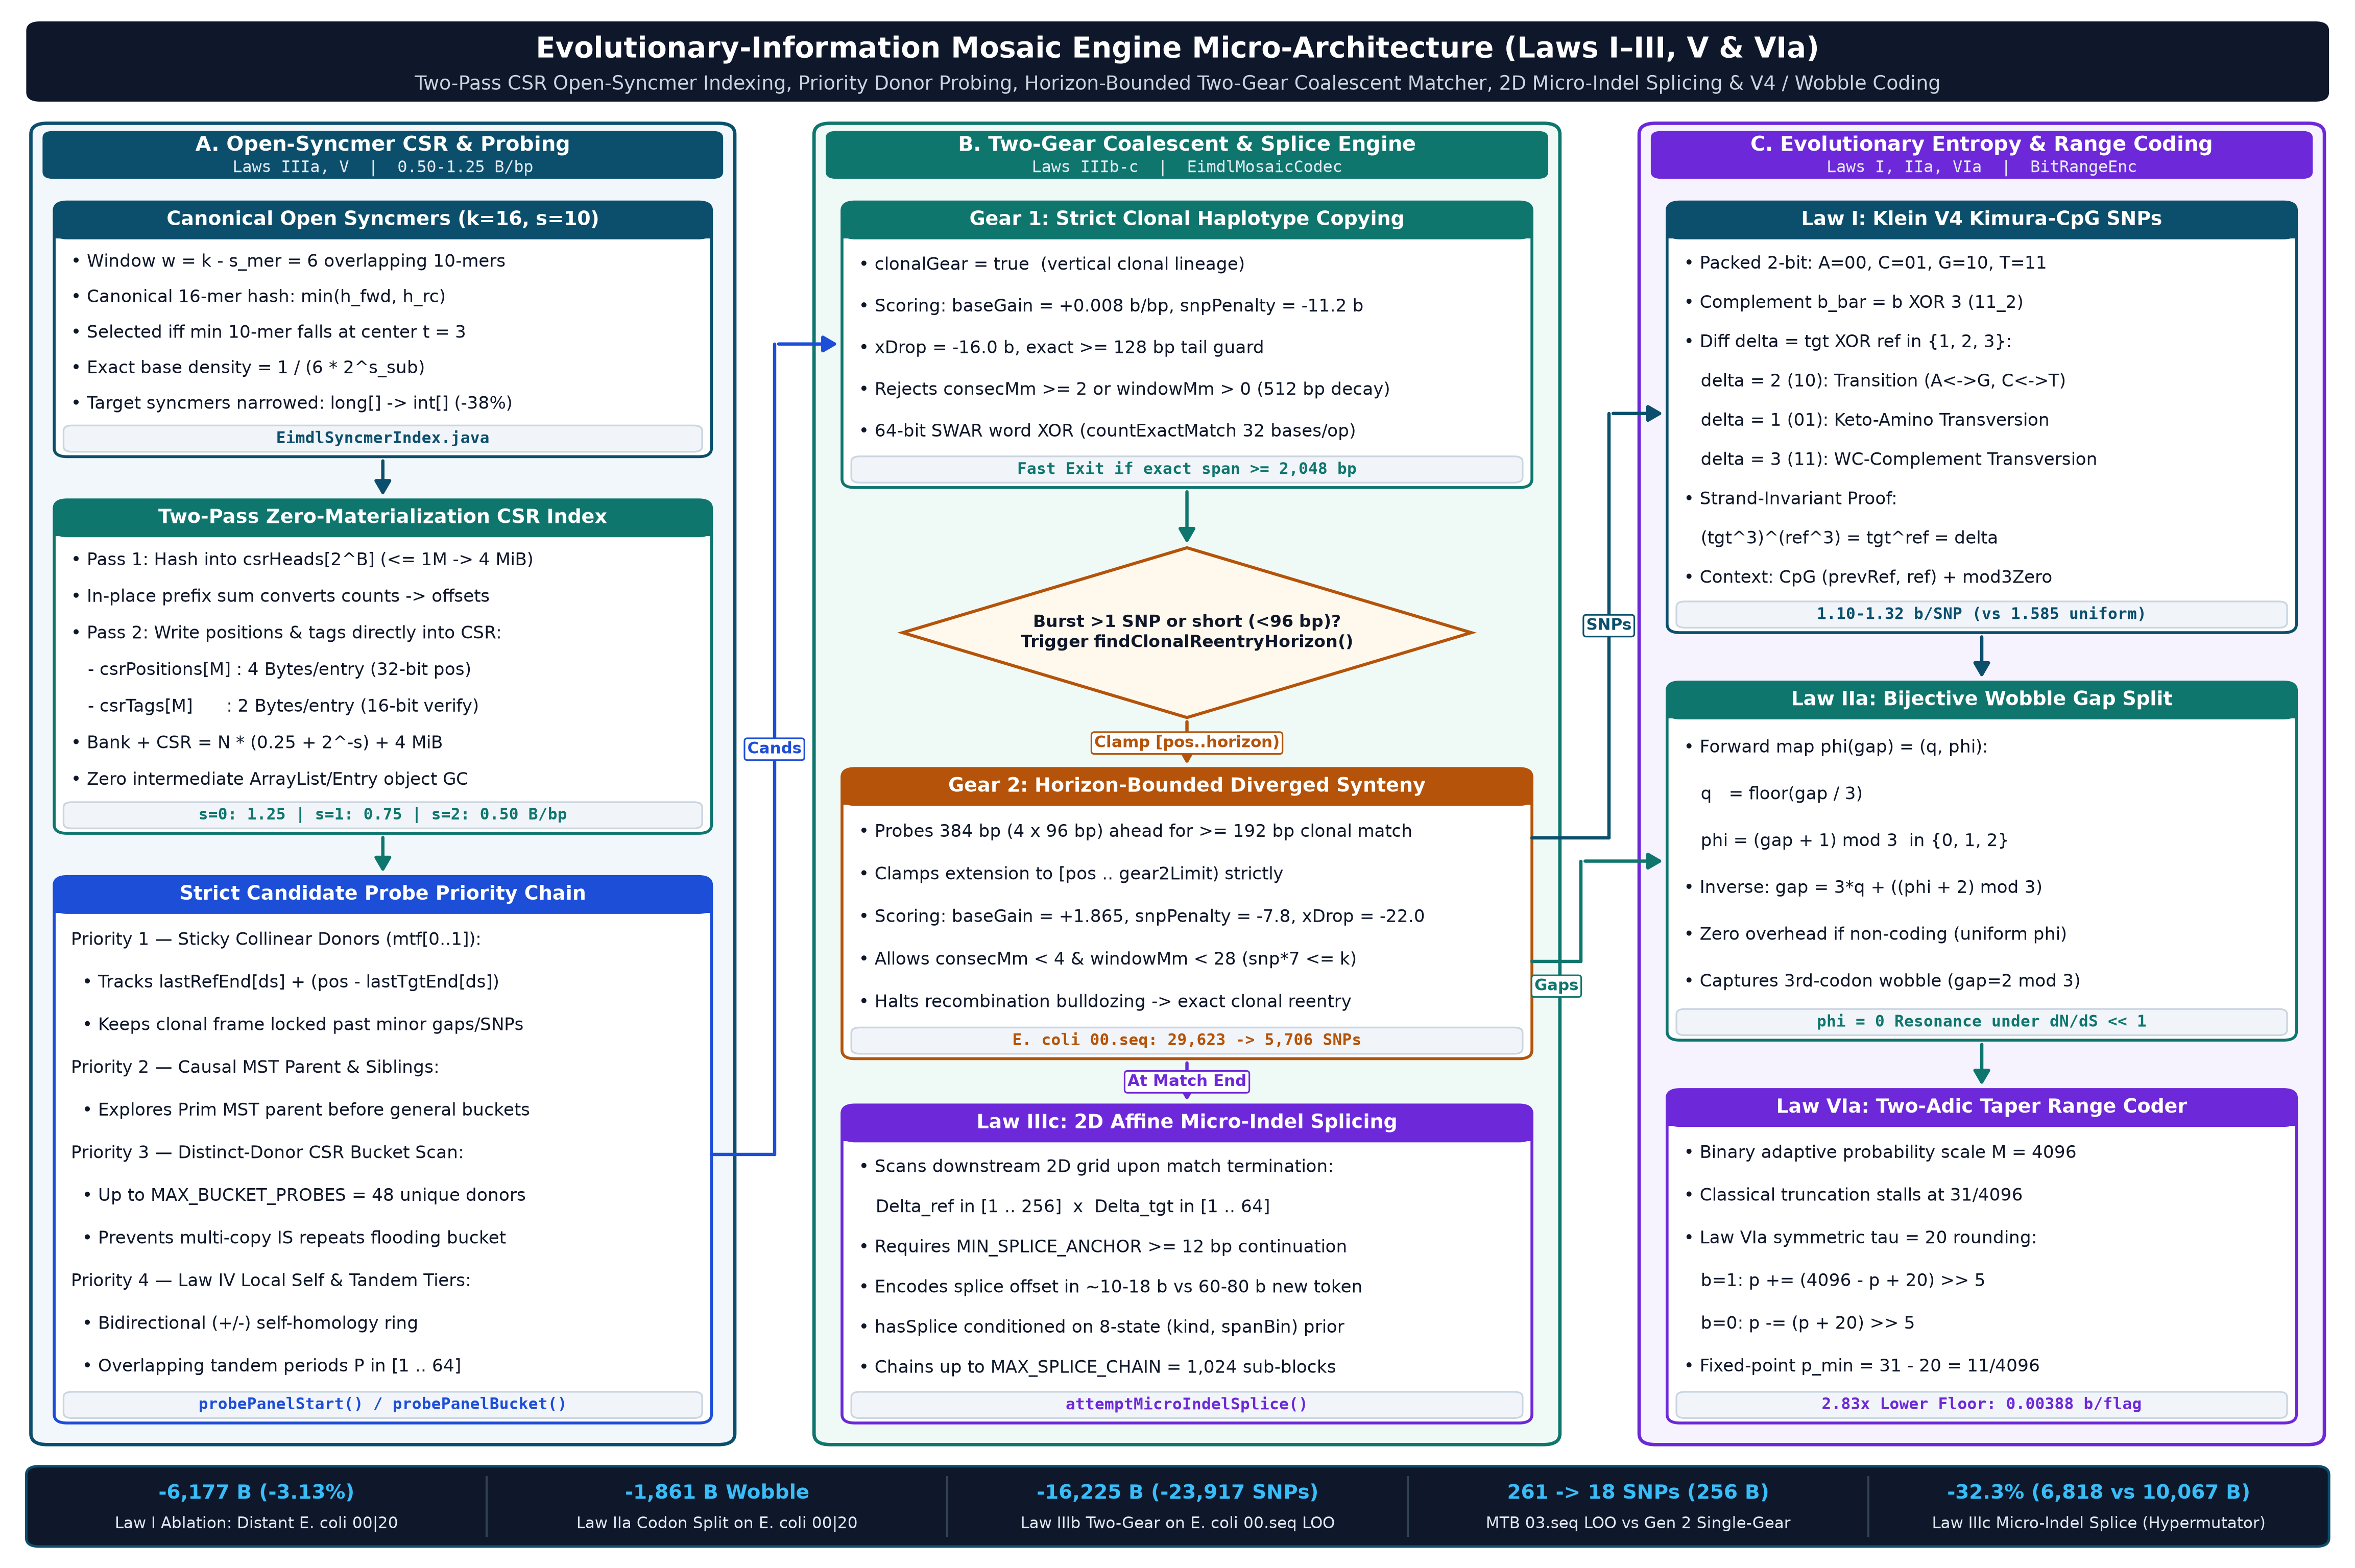 Evolutionary-Information Mosaic Engine Micro-Architecture (Laws I–III, V & VIa)
Two-Pass CSR Open-Syncmer Indexing, Priority Donor Probing, Horizon-Bounded Two-Gear Coalescent Matcher, 2D Micro-Indel Splicing & V4 / Wobble Coding
A. Open-Syncmer CSR & Probing
Laws IIIa, V | 0.50-1.25 B/bp
Canonical Open Syncmers (k=16, s=10)
• Window w = k - s_mer = 6 overlapping 10-mers
• Canonical 16-mer hash: min(h_fwd, h_rc)
• Selected iff min 10-mer falls at center t = 3
• Exact base density = 1 / (6 * 2^s_sub)
• Target syncmers narrowed: long[] -> int[] (-38%)
EimdlSyncmerIndex.java
Two-Pass Zero-Materialization CSR Index
• Pass 1: Hash into csrHeads[2^B] (<= 1M -> 4 MiB)
• In-place prefix sum converts counts -> offsets
• Pass 2: Write positions & tags directly into CSR:
- csrPositions[M] : 4 Bytes/entry (32-bit pos)
- csrTags[M] : 2 Bytes/entry (16-bit verify)
• Bank + CSR = N * (0.25 + 2^-s) + 4 MiB
• Zero intermediate ArrayList/Entry object GC
s=0: 1.25 | s=1: 0.75 | s=2: 0.50 B/bp
Strict Candidate Probe Priority Chain
Priority 1 — Sticky Collinear Donors (mtf[0..1]):
• Tracks lastRefEnd[ds] + (pos - lastTgtEnd[ds])
• Keeps clonal frame locked past minor gaps/SNPs
Priority 2 — Causal MST Parent & Siblings:
• Explores Prim MST parent before general buckets
Priority 3 — Distinct-Donor CSR Bucket Scan:
• Up to MAX_BUCKET_PROBES = 48 unique donors
• Prevents multi-copy IS repeats flooding bucket
Priority 4 — Law IV Local Self & Tandem Tiers:
• Bidirectional (+/-) self-homology ring
• Overlapping tandem periods P in [1 .. 64]
probePanelStart() / probePanelBucket()
Cands
B. Two-Gear Coalescent & Splice Engine
Laws IIIb-c | EimdlMosaicCodec
Gear 1: Strict Clonal Haplotype Copying
• clonalGear = true (vertical clonal lineage)
• Scoring: baseGain = +0.008 b/bp, snpPenalty = -11.2 b
• xDrop = -16.0 b, exact >= 128 bp tail guard
• Rejects consecMm >= 2 or windowMm > 0 (512 bp decay)
• 64-bit SWAR word XOR (countExactMatch 32 bases/op)
Fast Exit if exact span >= 2,048 bp
Burst >1 SNP or short (<96 bp)?
Trigger findClonalReentryHorizon()
Clamp [pos..horizon)
Gear 2: Horizon-Bounded Diverged Synteny
• Probes 384 bp (4 x 96 bp) ahead for >= 192 bp clonal match
• Clamps extension to [pos .. gear2Limit) strictly
• Scoring: baseGain = +1.865, snpPenalty = -7.8, xDrop = -22.0
• Allows consecMm < 4 & windowMm < 28 (snp*7 <= k)
• Halts recombination bulldozing -> exact clonal reentry
E. coli 00.seq: 29,623 -> 5,706 SNPs
At Match End
Law IIIc: 2D Affine Micro-Indel Splicing
• Scans downstream 2D grid upon match termination:
Delta_ref in [1 .. 256] x Delta_tgt in [1 .. 64]
• Requires MIN_SPLICE_ANCHOR >= 12 bp continuation
• Encodes splice offset in ~10-18 b vs 60-80 b new token
• hasSplice conditioned on 8-state (kind, spanBin) prior
• Chains up to MAX_SPLICE_CHAIN = 1,024 sub-blocks
attemptMicroIndelSplice()
SNPs
Gaps
C. Evolutionary Entropy & Range Coding
Laws I, IIa, VIa | BitRangeEnc
Law I: Klein V4 Kimura-CpG SNPs
• Packed 2-bit: A=00, C=01, G=10, T=11
• Complement b_bar = b XOR 3 (11_2)
• Diff delta = tgt XOR ref in {1, 2, 3}:
delta = 2 (10): Transition (A<->G, C<->T)
delta = 1 (01): Keto-Amino Transversion
delta = 3 (11): WC-Complement Transversion
• Strand-Invariant Proof:
(tgt^3)^(ref^3) = tgt^ref = delta
• Context: CpG (prevRef, ref) + mod3Zero
1.10-1.32 b/SNP (vs 1.585 uniform)
Law IIa: Bijective Wobble Gap Split
• Forward map phi(gap) = (q, phi):
q = floor(gap / 3)
phi = (gap + 1) mod 3 in {0, 1, 2}
• Inverse: gap = 3*q + ((phi + 2) mod 3)
• Zero overhead if non-coding (uniform phi)
• Captures 3rd-codon wobble (gap=2 mod 3)
phi = 0 Resonance under dN/dS << 1
Law VIa: Two-Adic Taper Range Coder
• Binary adaptive probability scale M = 4096
• Classical truncation stalls at 31/4096
• Law VIa symmetric tau = 20 rounding:
b=1: p += (4096 - p + 20) >> 5
b=0: p -= (p + 20) >> 5
• Fixed-point p_min = 31 - 20 = 11/4096
2.83x Lower Floor: 0.00388 b/flag
-6,177 B (-3.13%)
Law I Ablation: Distant E. coli 00|20
-1,861 B Wobble
Law IIa Codon Split on E. coli 00|20
-16,225 B (-23,917 SNPs)
Law IIIb Two-Gear on E. coli 00.seq LOO
261 -> 18 SNPs (256 B)
MTB 03.seq LOO vs Gen 2 Single-Gear
-32.3% (6,818 vs 10,067 B)
Law IIIc Micro-Indel Splice (Hypermutator)